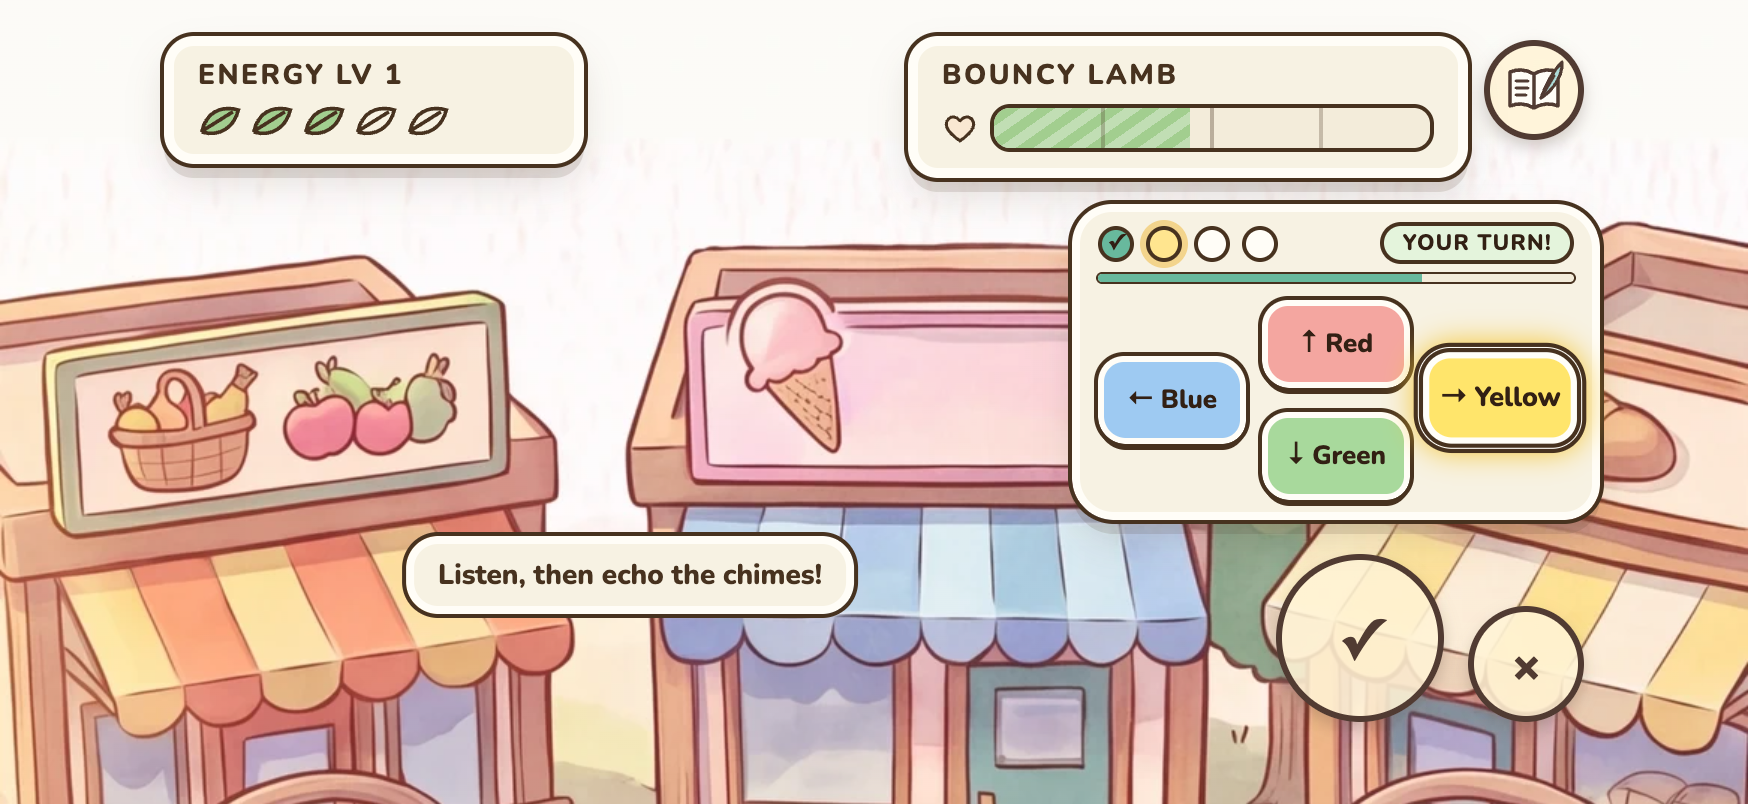 ENERGY LV 1
BOUNCY LAMB
YOUR TURN!
↑ Red
← Blue
→ Yellow
↓ Green
Listen, then echo the chimes!